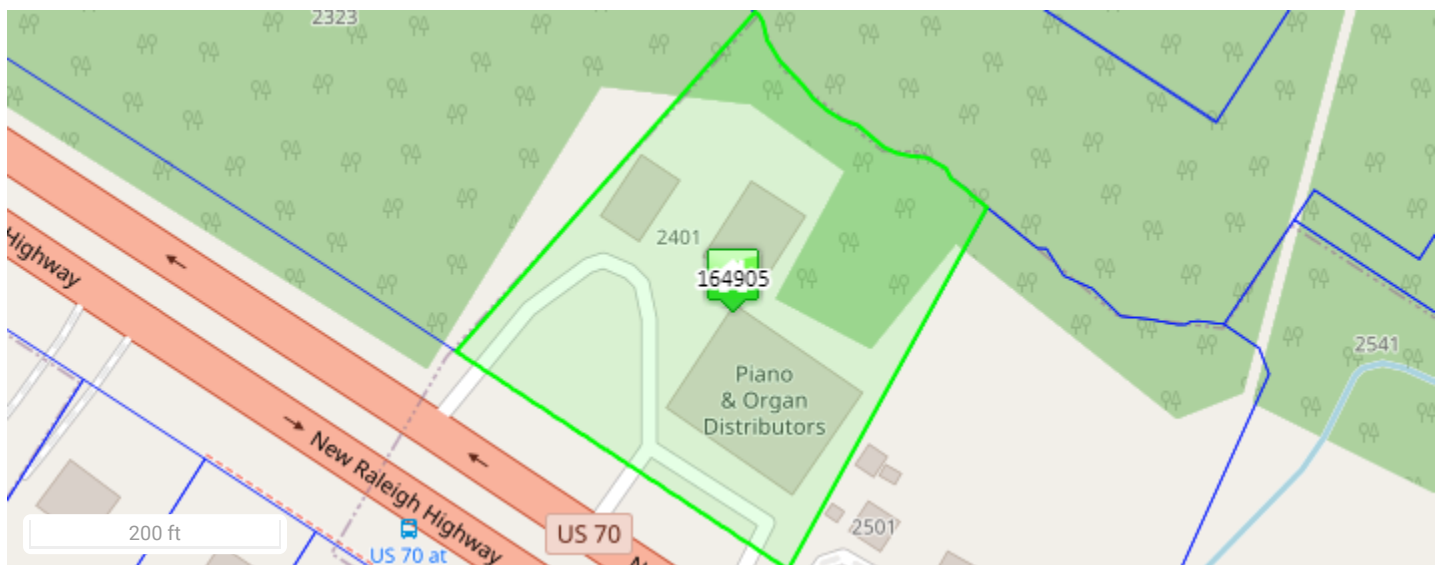 2323
2401
164905
Highway
2541
Piano
& Organ
Distributors
New Raleigh Highway
200 ft
US 70
2501
US 70 at